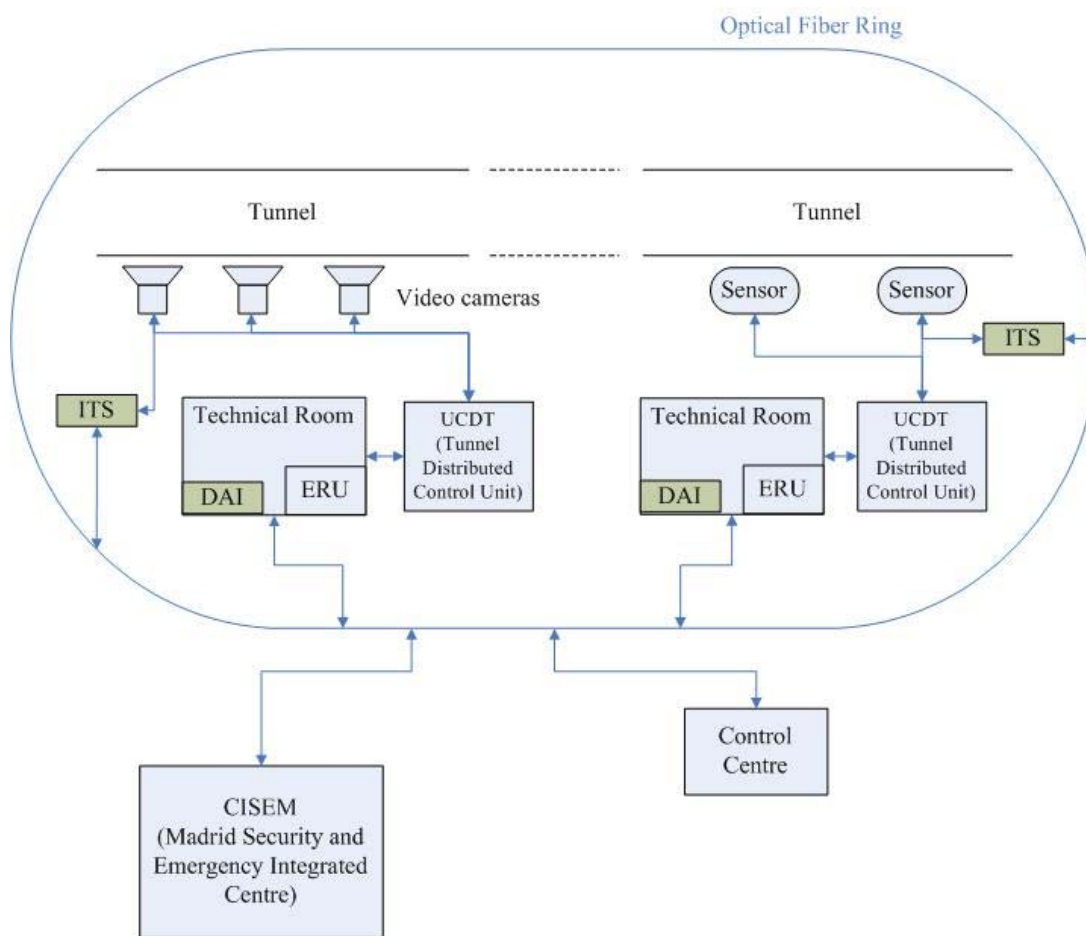 Optical Fiber Ring
Tunnel
Tunnel
Video cameras
Sensor
Sensor
ITS
ITS
Technical Room
DAI
ERU
UCDT
(Tunnel
Distributed
Control Unit)
Technical Room
DAI
ERU
UCDT
(Tunnel
Distributed
Control Unit)
Control
Centre
CISEM
(Madrid Security and
Emergency Integrated
Centre)